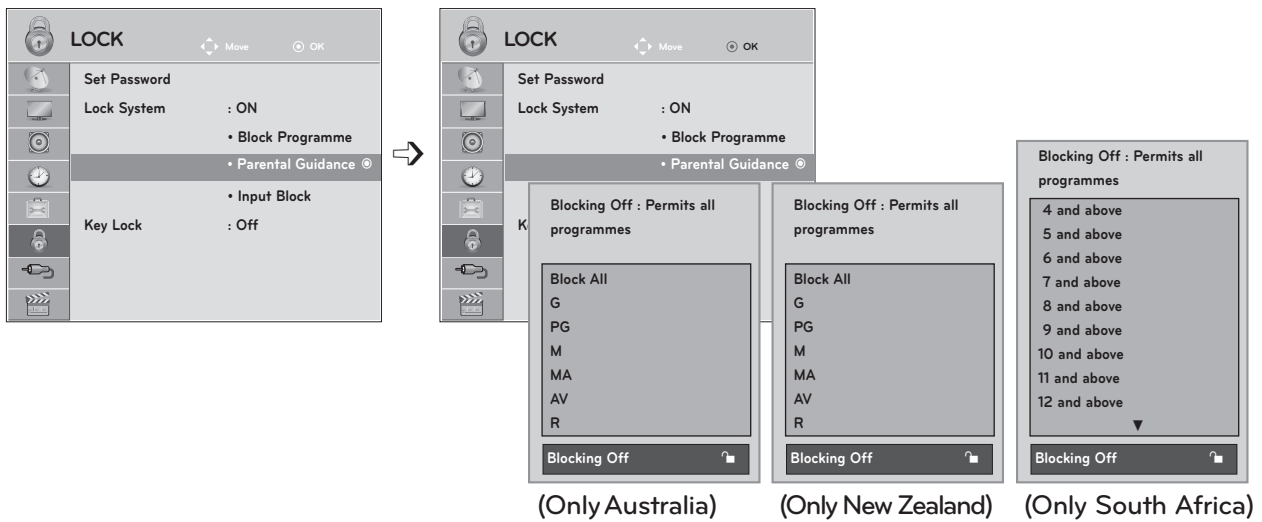 LOCK
Move
OK
Set Password
Lock System : ON
• Block Programme
• Parental Guidance
• Input Block
Key Lock : Off
LOCK
Move
OK
Set Password
Lock System : ON
• Block Programme
• Parental Guidance
K
Blocking Off : Permits all
programmes
Block All
G
PG
M
MA
AV
R
Blocking Off
(Only Australia)
Blocking Off : Permits all
programmes
Block All
G
PG
M
MA
AV
R
Blocking Off
(Only New Zealand)
Blocking Off : Permits all
programmes
4 and above
5 and above
6 and above
7 and above
8 and above
9 and above
10 and above
11 and above
12 and above
▼
Blocking Off
(Only South Africa)